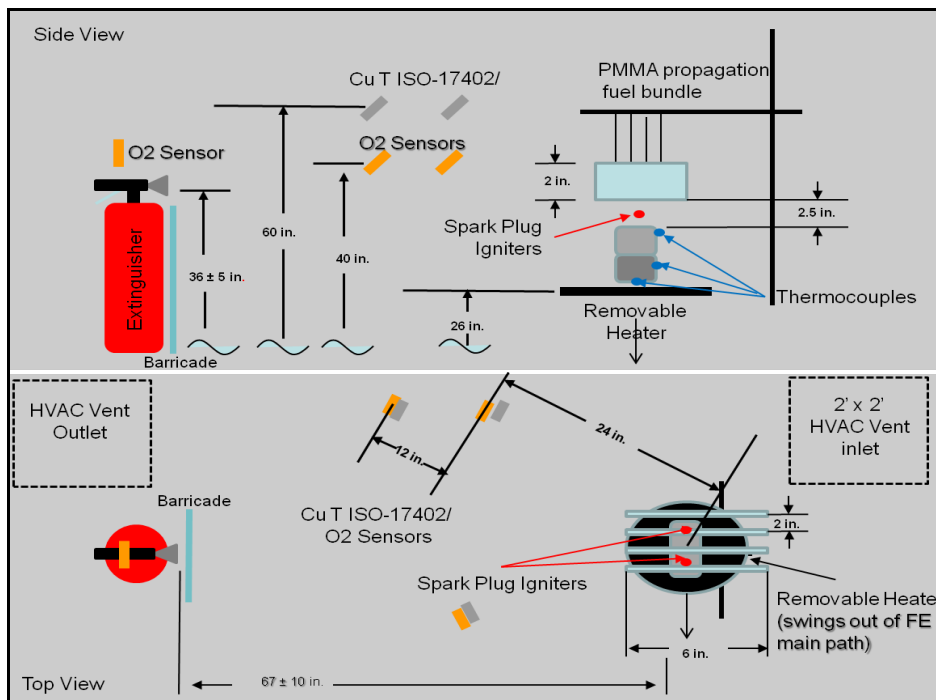 Side View
Cu T ISO-17402/
PMMA propagation
fuel bundle
O2 Sensor
O2 Sensors
2 in.
2.5 in.
Spark Plug
Igniters
60 in.
40 in.
36 ± 5 in.
Extinguisher
26 in.
Thermocouples
Removable
Heater
Barricade
HVAC Vent
Outlet
2' x 2'
HVAC Vent
inlet
24 in.
12 in.
Barricade
Cu T ISO-17402/
O2 Sensors
2 in.
Spark Plug Igniters
Removable Heate
(swings out of FE
main path)
6 in.
67 ± 10 in.
Top View